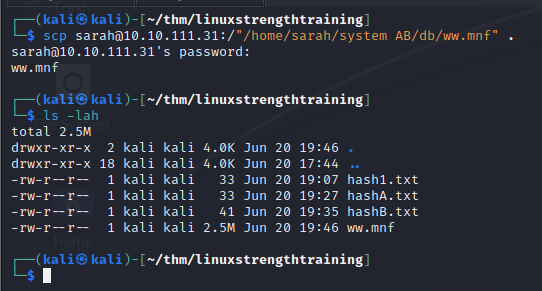 ┌──(kali㉿kali)-[~/thm/linuxstrengthtraining]
└─$ scp sarah@10.10.111.31:/"/home/sarah/system AB/db/ww.mnf" .
sarah@10.10.111.31's password:
ww.mnf
┌──(kali㉿kali)-[~/thm/linuxstrengthtraining]
└─$ ls -lah
total 2.5M
drwxr-xr-x  2 kali kali 4.0K Jun 20 19:46 .
drwxr-xr-x 18 kali kali 4.0K Jun 20 17:44 ..
-rw-r--r--  1 kali kali   33 Jun 20 19:07 hash1.txt
-rw-r--r--  1 kali kali   33 Jun 20 19:27 hashA.txt
-rw-r--r--  1 kali kali   41 Jun 20 19:35 hashB.txt
-rw-r--r--  1 kali kali 2.5M Jun 20 19:46 ww.mnf
Home
┌──(kali㉿kali)-[~/thm/linuxstrengthtraining]
└─$